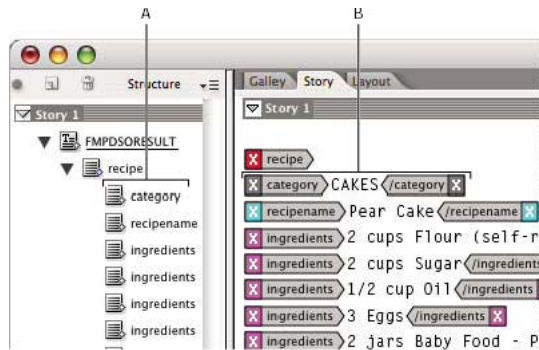 A B
Structure
Galley Story Layout
Story 1
Story 1
FMPDSORESULT
recipe
category
recipename
ingredients
ingredients
ingredients
ingredients
X recipe
X category CAKES /category X
X recipename Pear Cake /recipename X
X ingredients 2 cups Flour (self-r
X ingredients 2 cups Sugar /ingredients
X ingredients 1/2 cup Oil /ingredients
X ingredients 3 Eggs /ingredients X
X ingredients 2 jars Baby Food - P